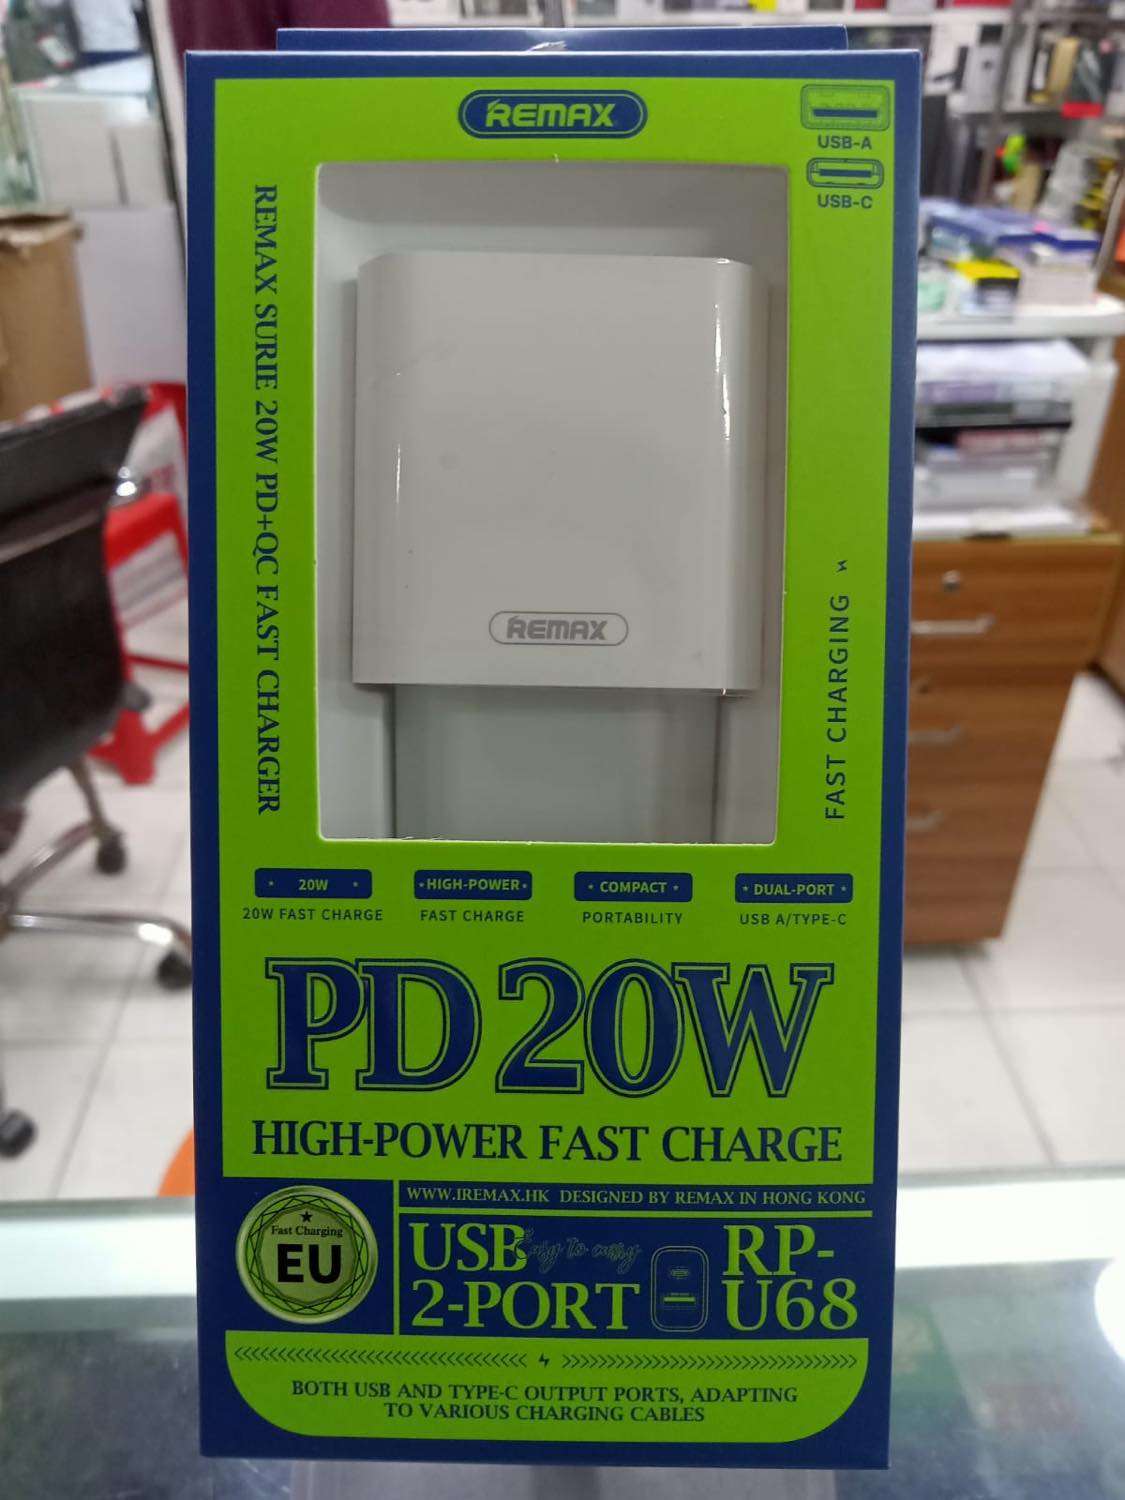 REMAX
USB-A
USB-C
REMAX SURIE 20W PD+QC FAST CHARGER
REMAX
FAST CHARGING
20W
20W FAST CHARGE
HIGH-POWER
FAST CHARGE
COMPACT
PORTABILITY
DUAL-PORT
USB A/TYPE-C
PD 20W
HIGH-POWER FAST CHARGE
Fast Charging
EU
WWW.IREMAX.HK DESIGNED BY REMAX IN HONG KONG
USB
Easy to carry
2-PORT
RP-
U68
BOTH USB AND TYPE-C OUTPUT PORTS, ADAPTING
TO VARIOUS CHARGING CABLES